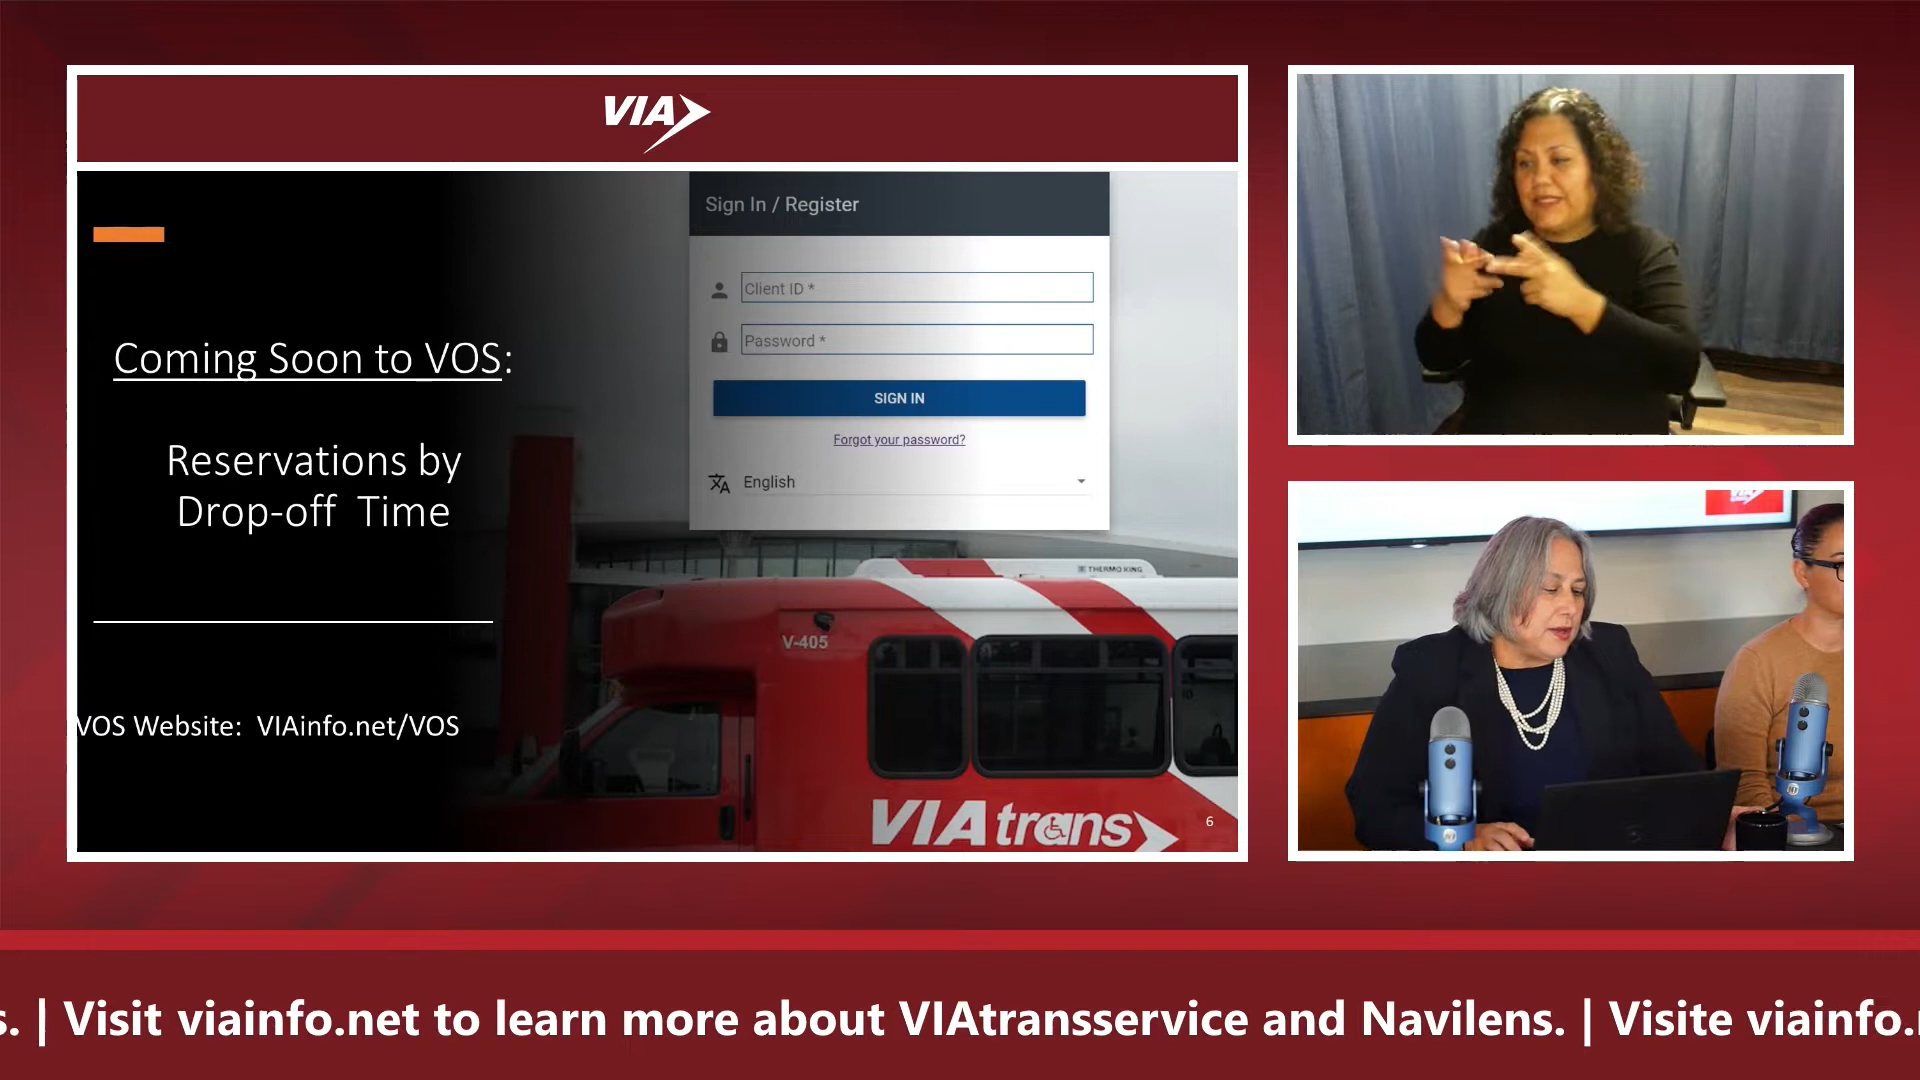 VIA
Sign In / Register
Client ID *
Password *
SIGN IN
Forgot your password?
English
Coming Soon to VOS:
Reservations by
Drop-off  Time
VOS Website:  VIAinfo.net/VOS
THERMO KING
V-405
VIAtrans
6
s. | Visit viainfo.net to learn more about VIAtransservice and Navilens. | Visite viainfo.